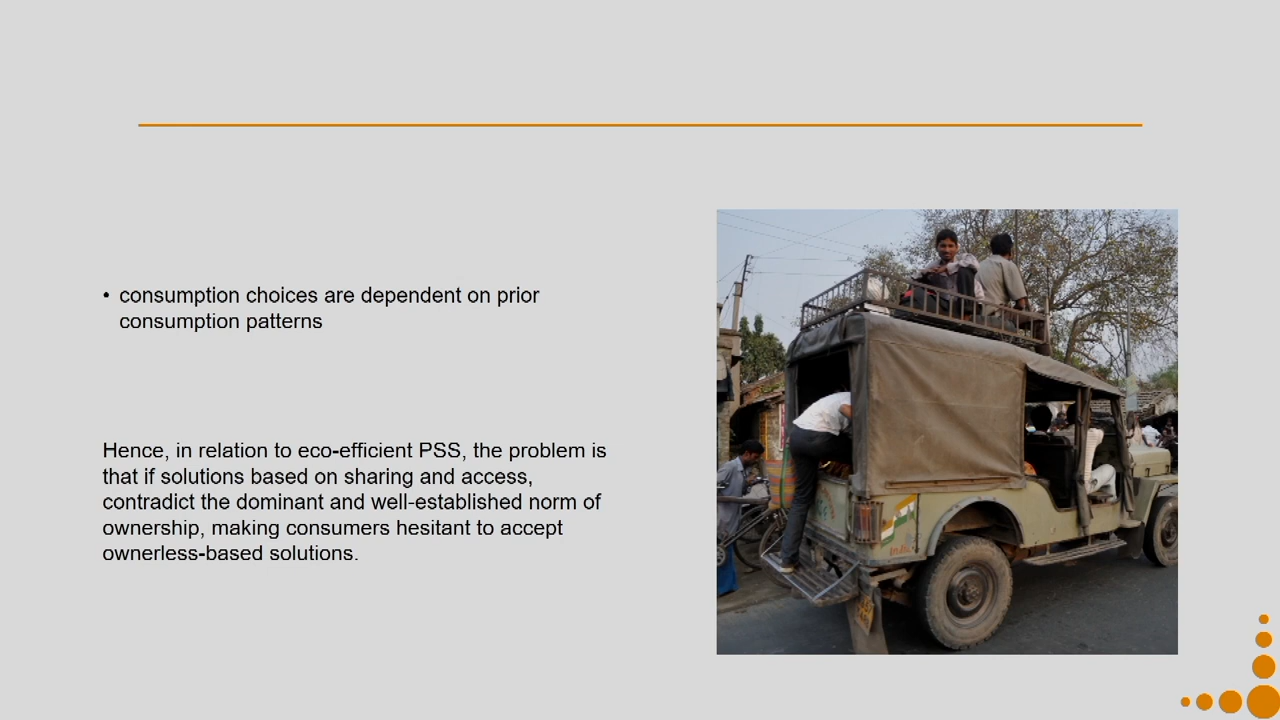 • consumption choices are dependent on prior
consumption patterns
Hence, in relation to eco-efficient PSS, the problem is
that if solutions based on sharing and access,
contradict the dominant and well-established norm of
ownership, making consumers hesitant to accept
ownerless-based solutions.